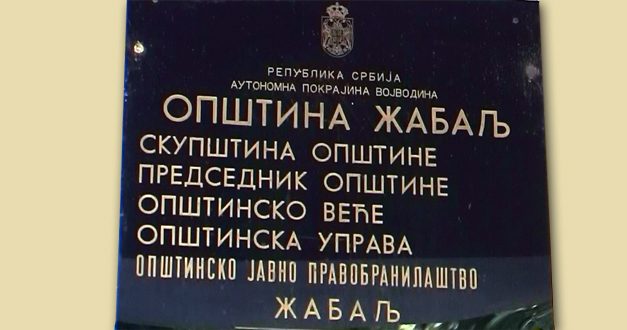 РЕПУБЛИКА СРБИЈА
АУТОНОМНА ПОКРАЈИНА ВОЈВОДИНА
ОПШТИНА ЖАБАЉ
СКУПШТИНА ОПШТИНЕ
ПРЕДСЕДНИК ОПШТИНЕ
ОПШТИНСКО ВЕЋЕ
ОПШТИНСКА УПРАВА
ОПШТИНСКО ЈАВНО ПРАВОБРАНИЛАШТВО
ЖАБАЉ